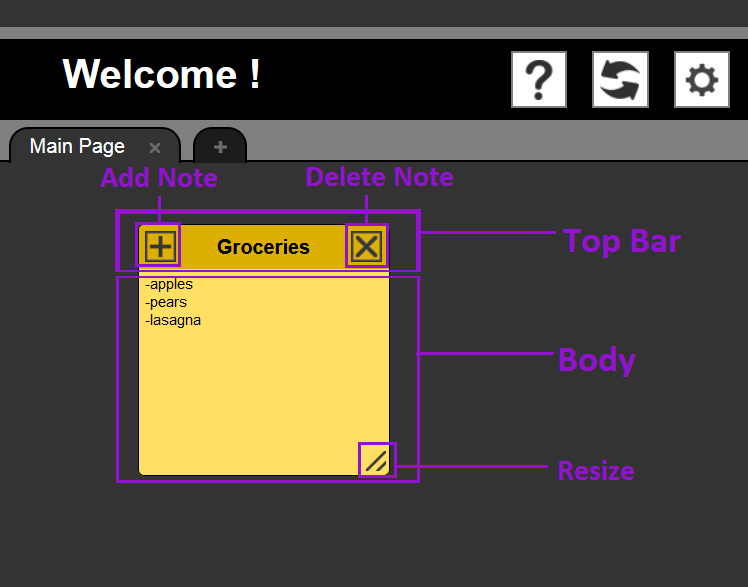 Welcome !
Main Page
Add Note
Delete Note
Groceries
Top Bar
-apples
-pears
-lasagna
Body
Resize